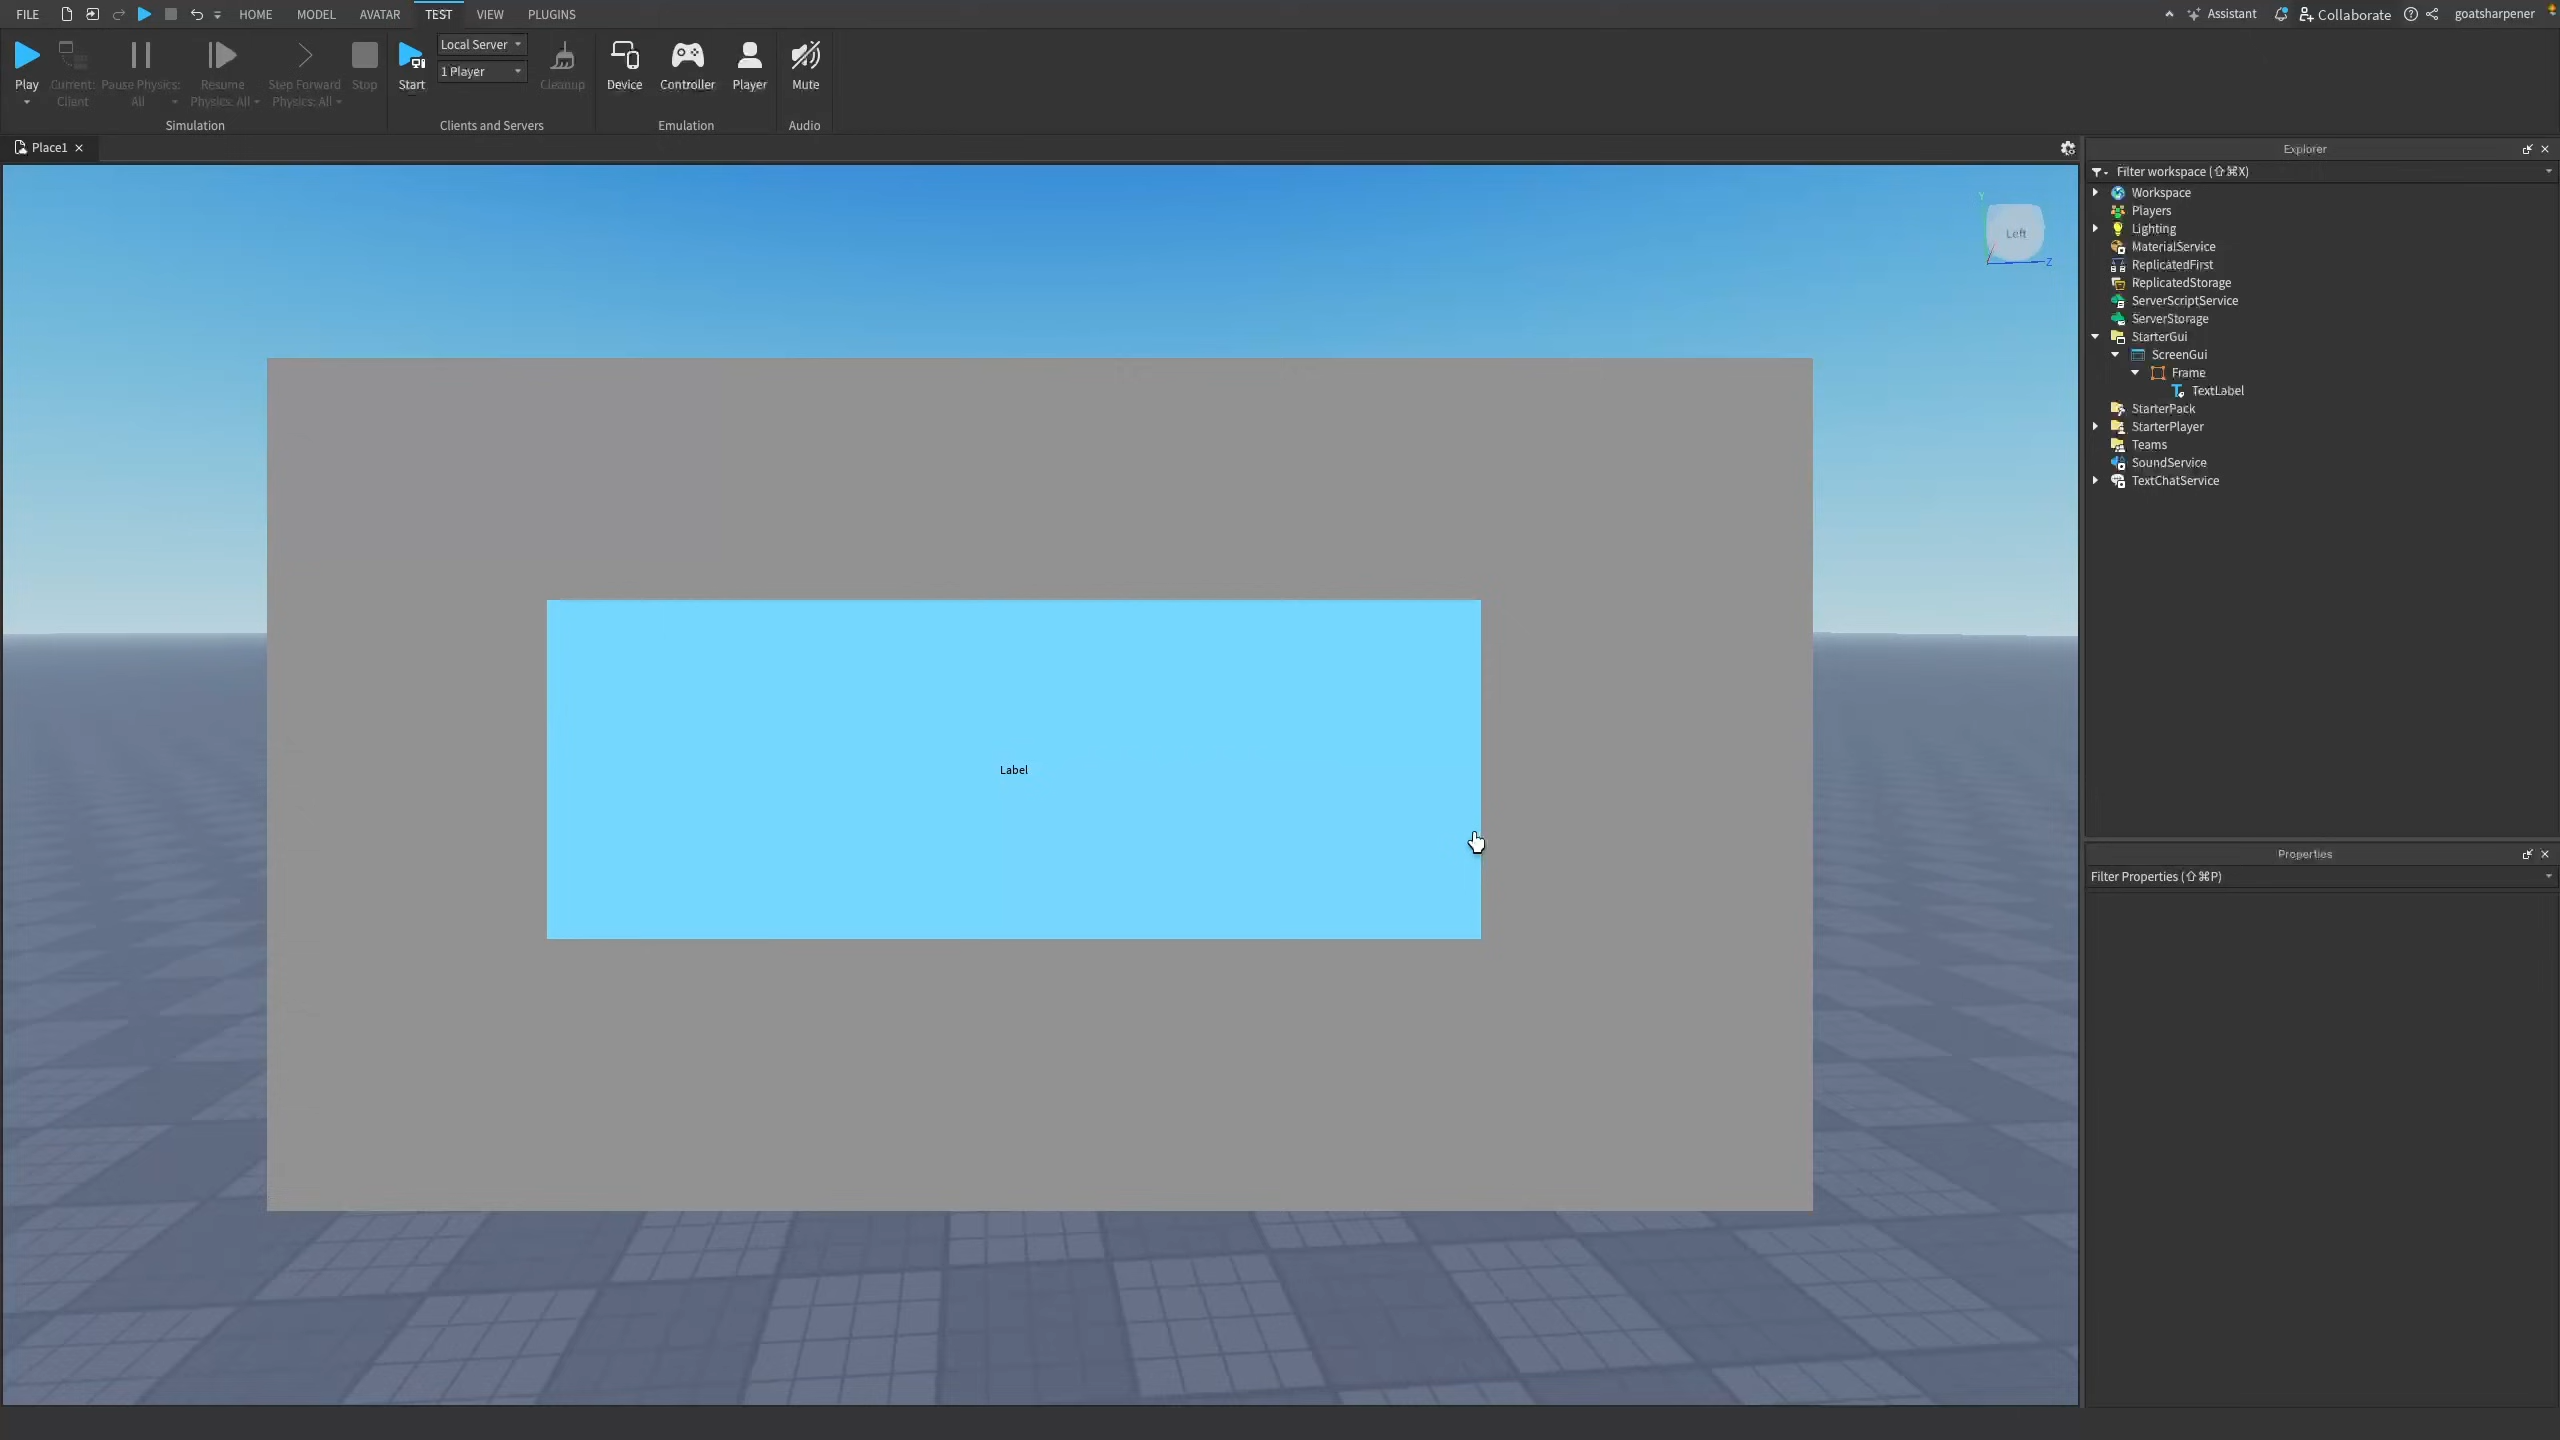 FILE HOME MODEL AVATAR TEST VIEW PLUGINS Assistant Collaborate goatsharpener
Play
Current:
Client
Pause Physics:
All
Resume
Physics: All
Step Forward
Physics: All
Stop
Start
Local Server
1 Player
Cleanup
Device
Controller
Player
Mute
Simulation
Clients and Servers
Emulation
Audio
Place1
Y
Left
Z
Label
Explorer
Filter workspace (⇧⌘X)
Workspace
Players
Lighting
MaterialService
ReplicatedFirst
ReplicatedStorage
ServerScriptService
ServerStorage
StarterGui
ScreenGui
Frame
TextLabel
StarterPack
StarterPlayer
Teams
SoundService
TextChatService
Properties
Filter Properties (⇧⌘P)